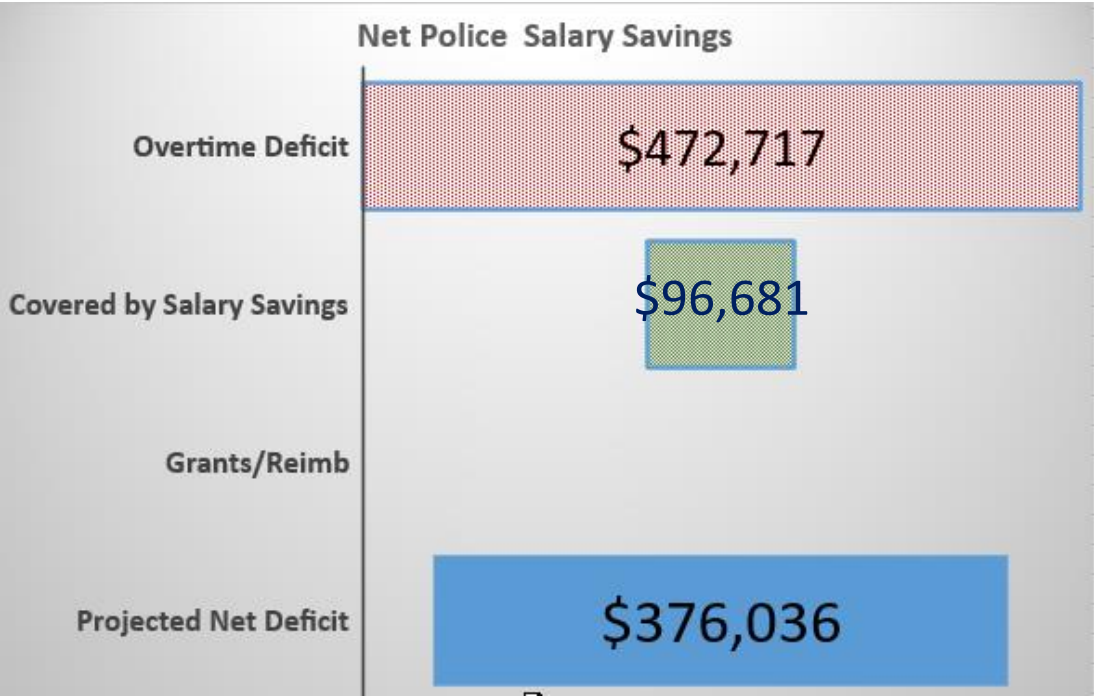 Net Police Salary Savings
Overtime Deficit
$472,717
Covered by Salary Savings
$96,681
Grants/Reimb
Projected Net Deficit
$376,036